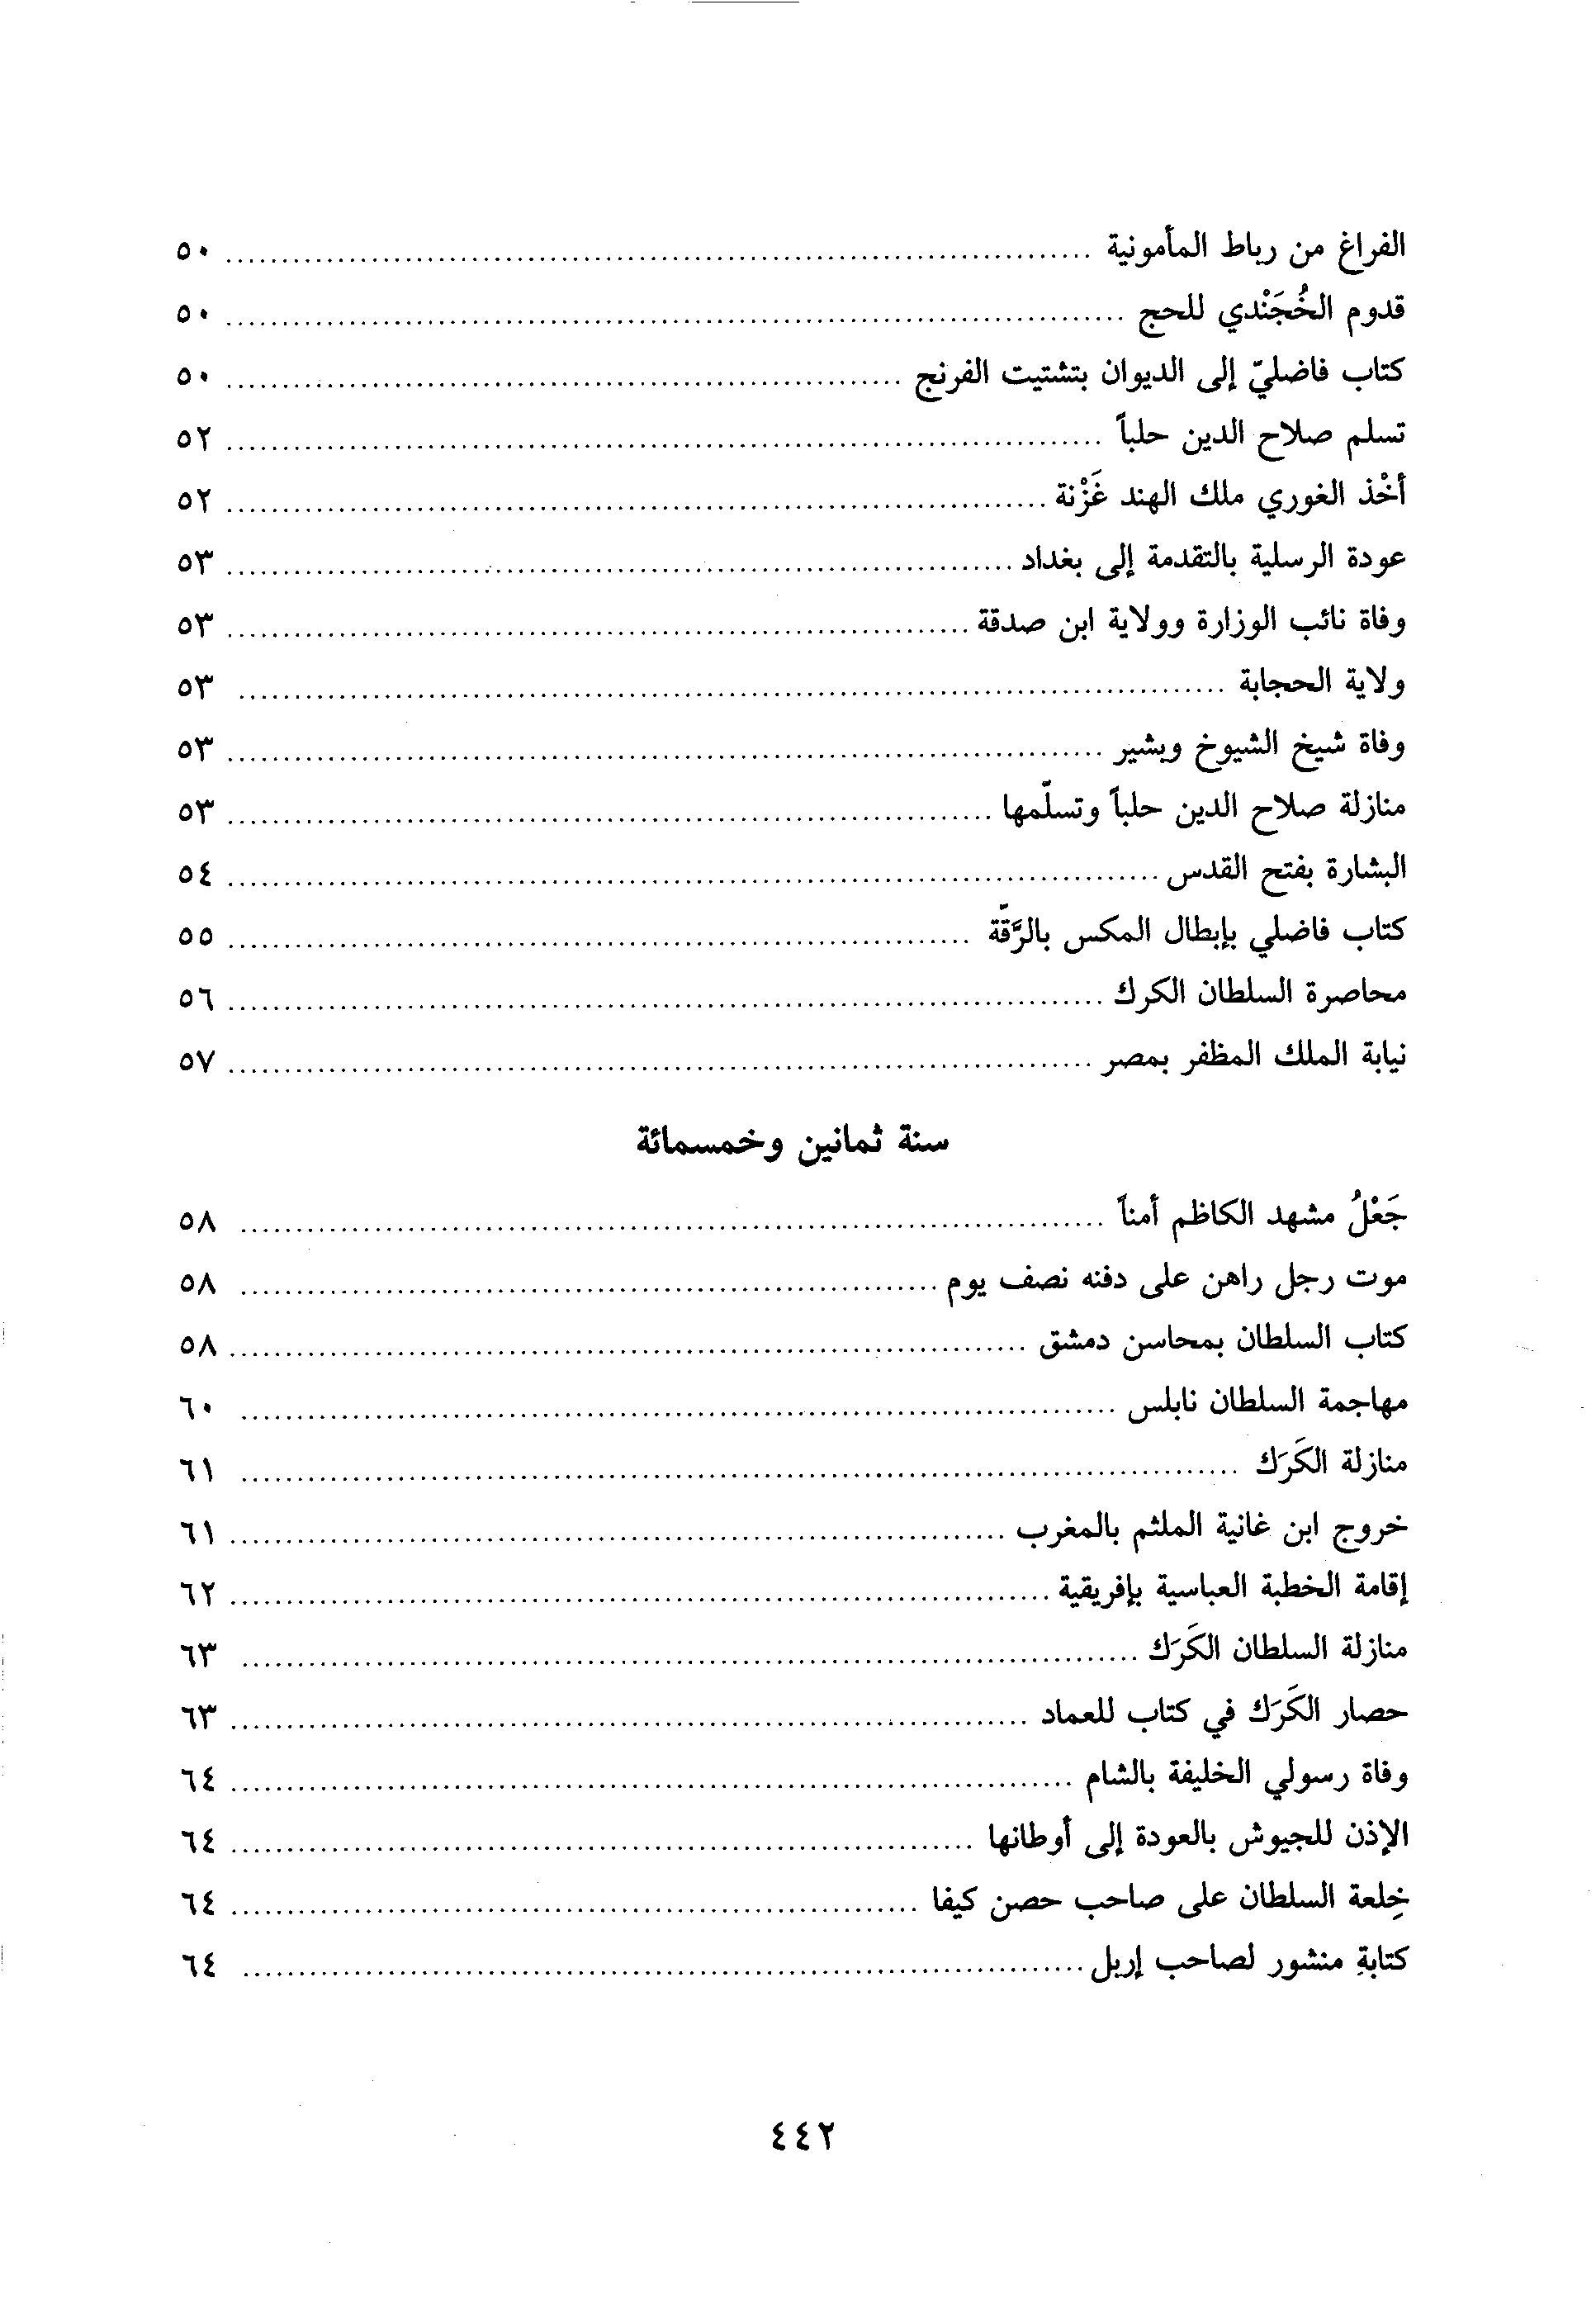 الفراغ من رباط المأمونية ........ ٥٠
قدوم الخُجَنْدي للحج ........ ٥٠
كتاب فاضليّ إلى الديوان بتشتيت الفرنج ........ ٥٠
تسلم صلاح الدين حلباً ........ ٥٢
أخْذ الغوري ملك الهند غَزْنة ........ ٥٢
عودة الرسلية بالتقدمة إلى بغداد ........ ٥٣
وفاة نائب الوزارة وولاية ابن صدقة ........ ٥٣
ولاية الحجابة ........ ٥٣
وفاة شيخ الشيوخ وبشير ........ ٥٣
منازلة صلاح الدين حلباً وتسلّمها ........ ٥٣
البشارة بفتح القدس ........ ٥٤
كتاب فاضلي بإبطال المكس بالرَّقّة ........ ٥٥
محاصرة السلطان الكرك ........ ٥٦
نيابة الملك المظفر بمصر ........ ٥٧
سنة ثمانين وخمسمائة
جَعْلُ مشهد الكاظم أمناً ........ ٥٨
موت رجل راهن على دفنه نصف يوم ........ ٥٨
كتاب السلطان بمحاسن دمشق ........ ٥٨
مهاجمة السلطان نابلس ........ ٦٠
منازلة الكَرَك ........ ٦١
خروج ابن غانية الملثم بالمغرب ........ ٦١
إقامة الخطبة العباسية بإفريقية ........ ٦٢
منازلة السلطان الكَرَك ........ ٦٣
حصار الكَرَك في كتاب للعماد ........ ٦٣
وفاة رسولي الخليفة بالشام ........ ٦٤
الإذن للجيوش بالعودة إلى أوطانها ........ ٦٤
خِلعة السلطان على صاحب حصن كيفا ........ ٦٤
كتابةِ منشور لصاحب إربل ........ ٦٤
٤٤٢